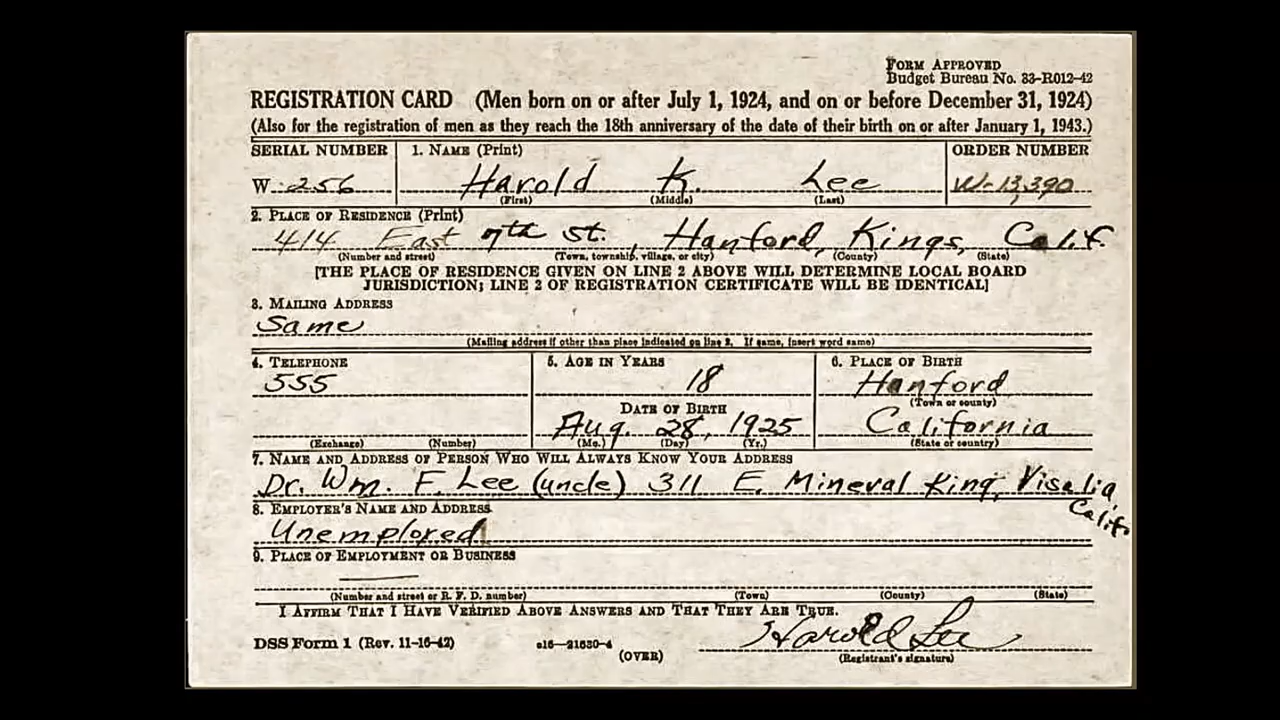 FORM APPROVED
Budget Bureau No. 33-R012-42
REGISTRATION CARD (Men born on or after July 1, 1924, and on or before December 31, 1924)
(Also for the registration of men as they reach the 18th anniversary of the date of their birth on or after January 1, 1943.)
SERIAL NUMBER 1. NAME (Print) ORDER NUMBER
W 256 Harold K. Lee W-13,390
(First) (Middle) (Last)
2. PLACE OF RESIDENCE (Print)
414 East 7th St., Hanford, Kings, Calif.
(Number and street) (Town, township, village, or city) (County) (State)
[THE PLACE OF RESIDENCE GIVEN ON LINE 2 ABOVE WILL DETERMINE LOCAL BOARD
JURISDICTION; LINE 2 OF REGISTRATION CERTIFICATE WILL BE IDENTICAL]
3. MAILING ADDRESS
Same
(Mailing address if other than place indicated on line 2. If same, insert word same)
4. TELEPHONE 5. AGE IN YEARS 6. PLACE OF BIRTH
555 18 Hanford
DATE OF BIRTH (Town or county)
Aug. 28, 1925 California
(Exchange) (Number) (Mo.) (Day) (Yr.) (State or country)
7. NAME AND ADDRESS OF PERSON WHO WILL ALWAYS KNOW YOUR ADDRESS
Dr. Wm. F. Lee (uncle) 311 E. Mineral King, Visalia,
Calif.
8. EMPLOYER'S NAME AND ADDRESS
Unemployed
9. PLACE OF EMPLOYMENT OR BUSINESS
(Number and street or R. F. D. number) (Town) (County) (State)
I AFFIRM THAT I HAVE VERIFIED ABOVE ANSWERS AND THAT THEY ARE TRUE.
DSS Form 1 (Rev. 11-16-42) e16—21630-4 Harold Lee
(OVER) (Registrant's signature)